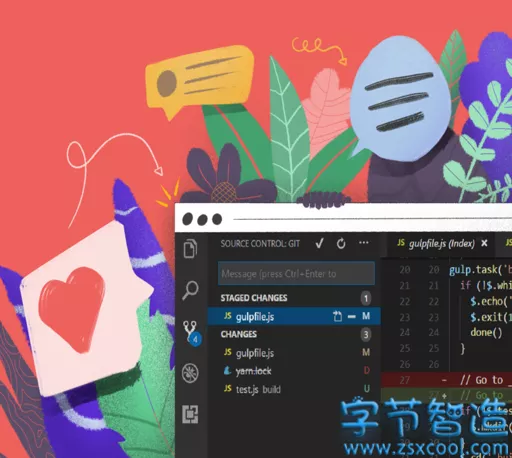 SOURCE CONTROL: GIT
Message (press Ctrl+Enter to
STAGED CHANGES 1
JS gulpfile.js M
CHANGES 3
JS gulpfile.js M
yarn.lock D
JS test.js build U
4
JS gulpfile.js (Index) ×
JS
20 20 gulp.task('b
21 21 if (!$.whi
22 22 $.echo('
23 23 $.exit(1
24 24 done()
25 25 }
26 26
27 - // Go to _
+ // Go to
字节智造
www.zsxcool.com